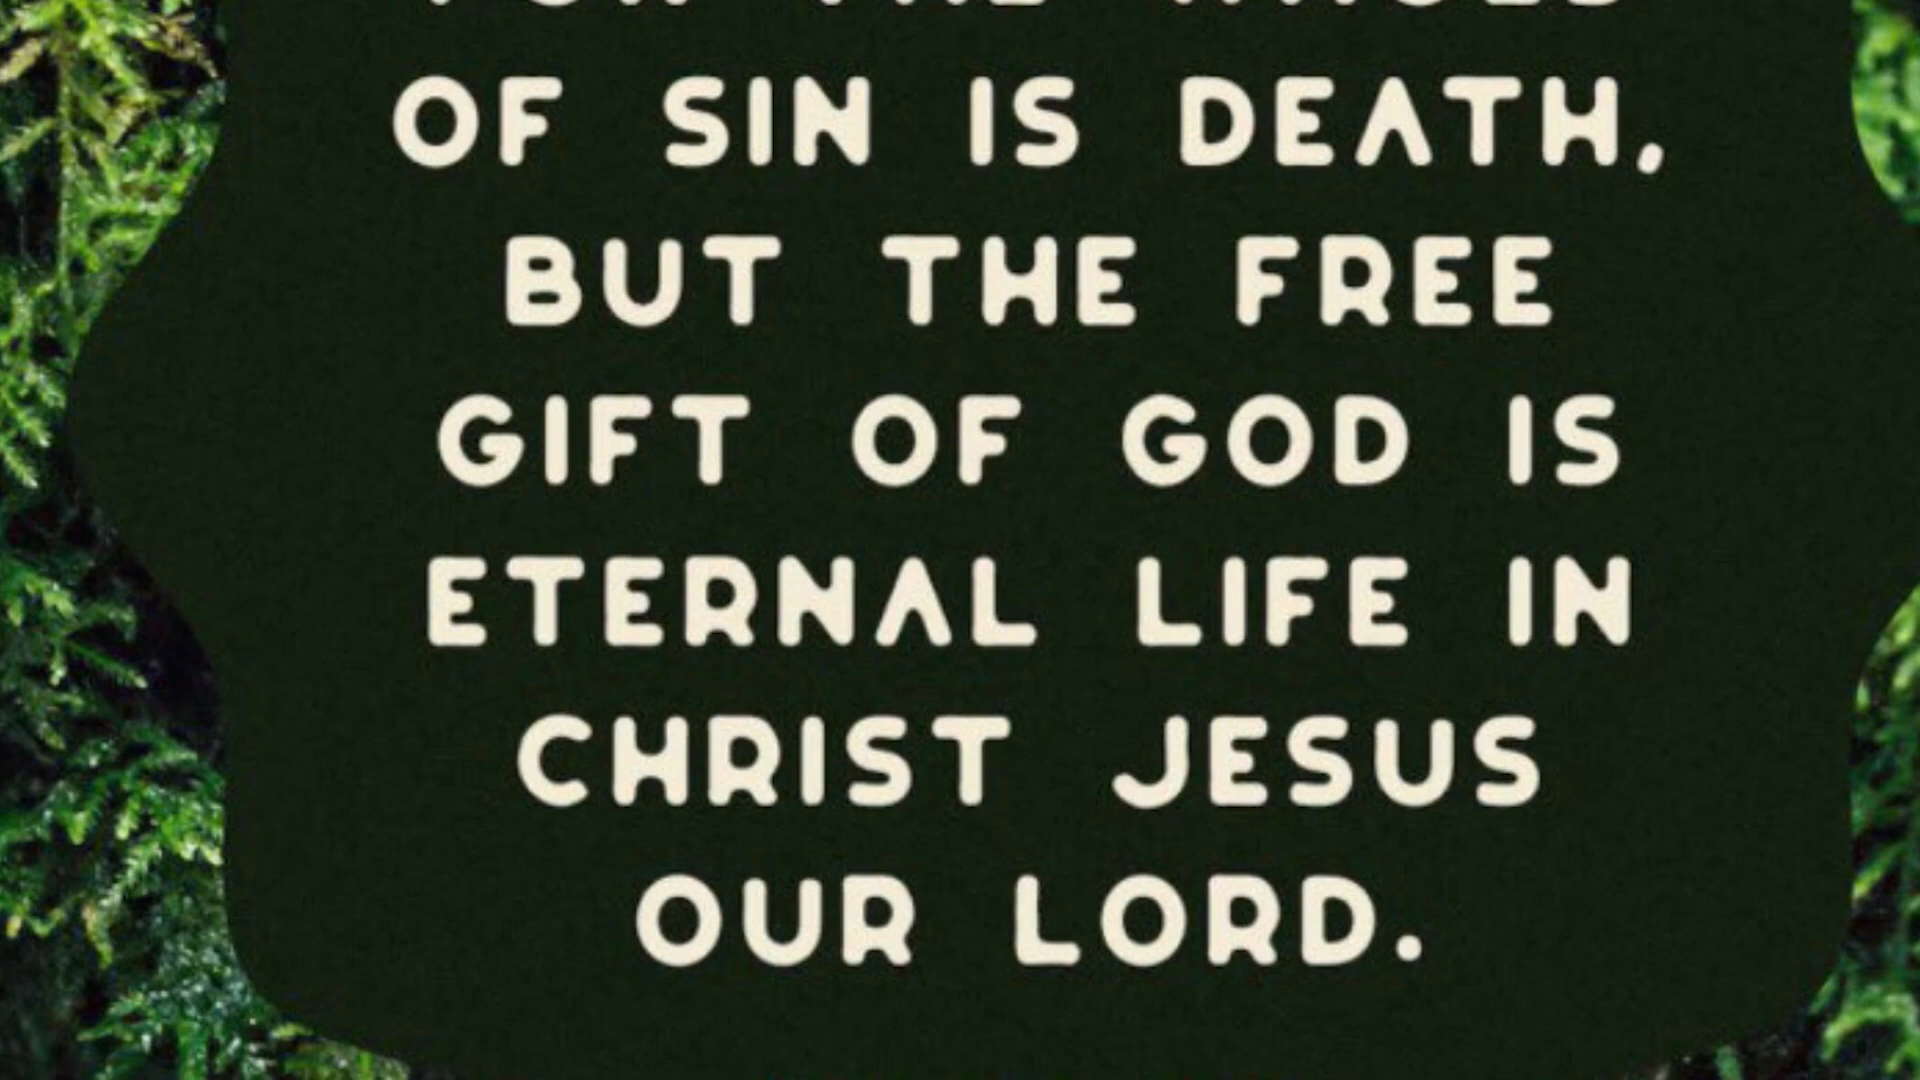 OF SIN IS DEATH,
BUT THE FREE
GIFT OF GOD IS
ETERNAL LIFE IN
CHRIST JESUS
OUR LORD.